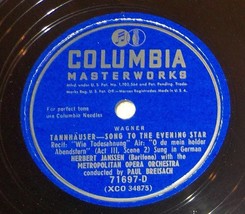 COLUMBIA
MASTERWORKS
For perfect tone
use Columbia Needles
WAGNER
TANNHÄUSER—SONG TO THE EVENING STAR
Recit: "Wie Todesahnung" Air: "O du mein holder
Abendstern" (Act III, Scene 2) Sung in German
HERBERT JANSSEN (Baritone) with the
METROPOLITAN OPERA ORCHESTRA
conducted by PAUL BREISACH
71697-D
(XCO 34875)